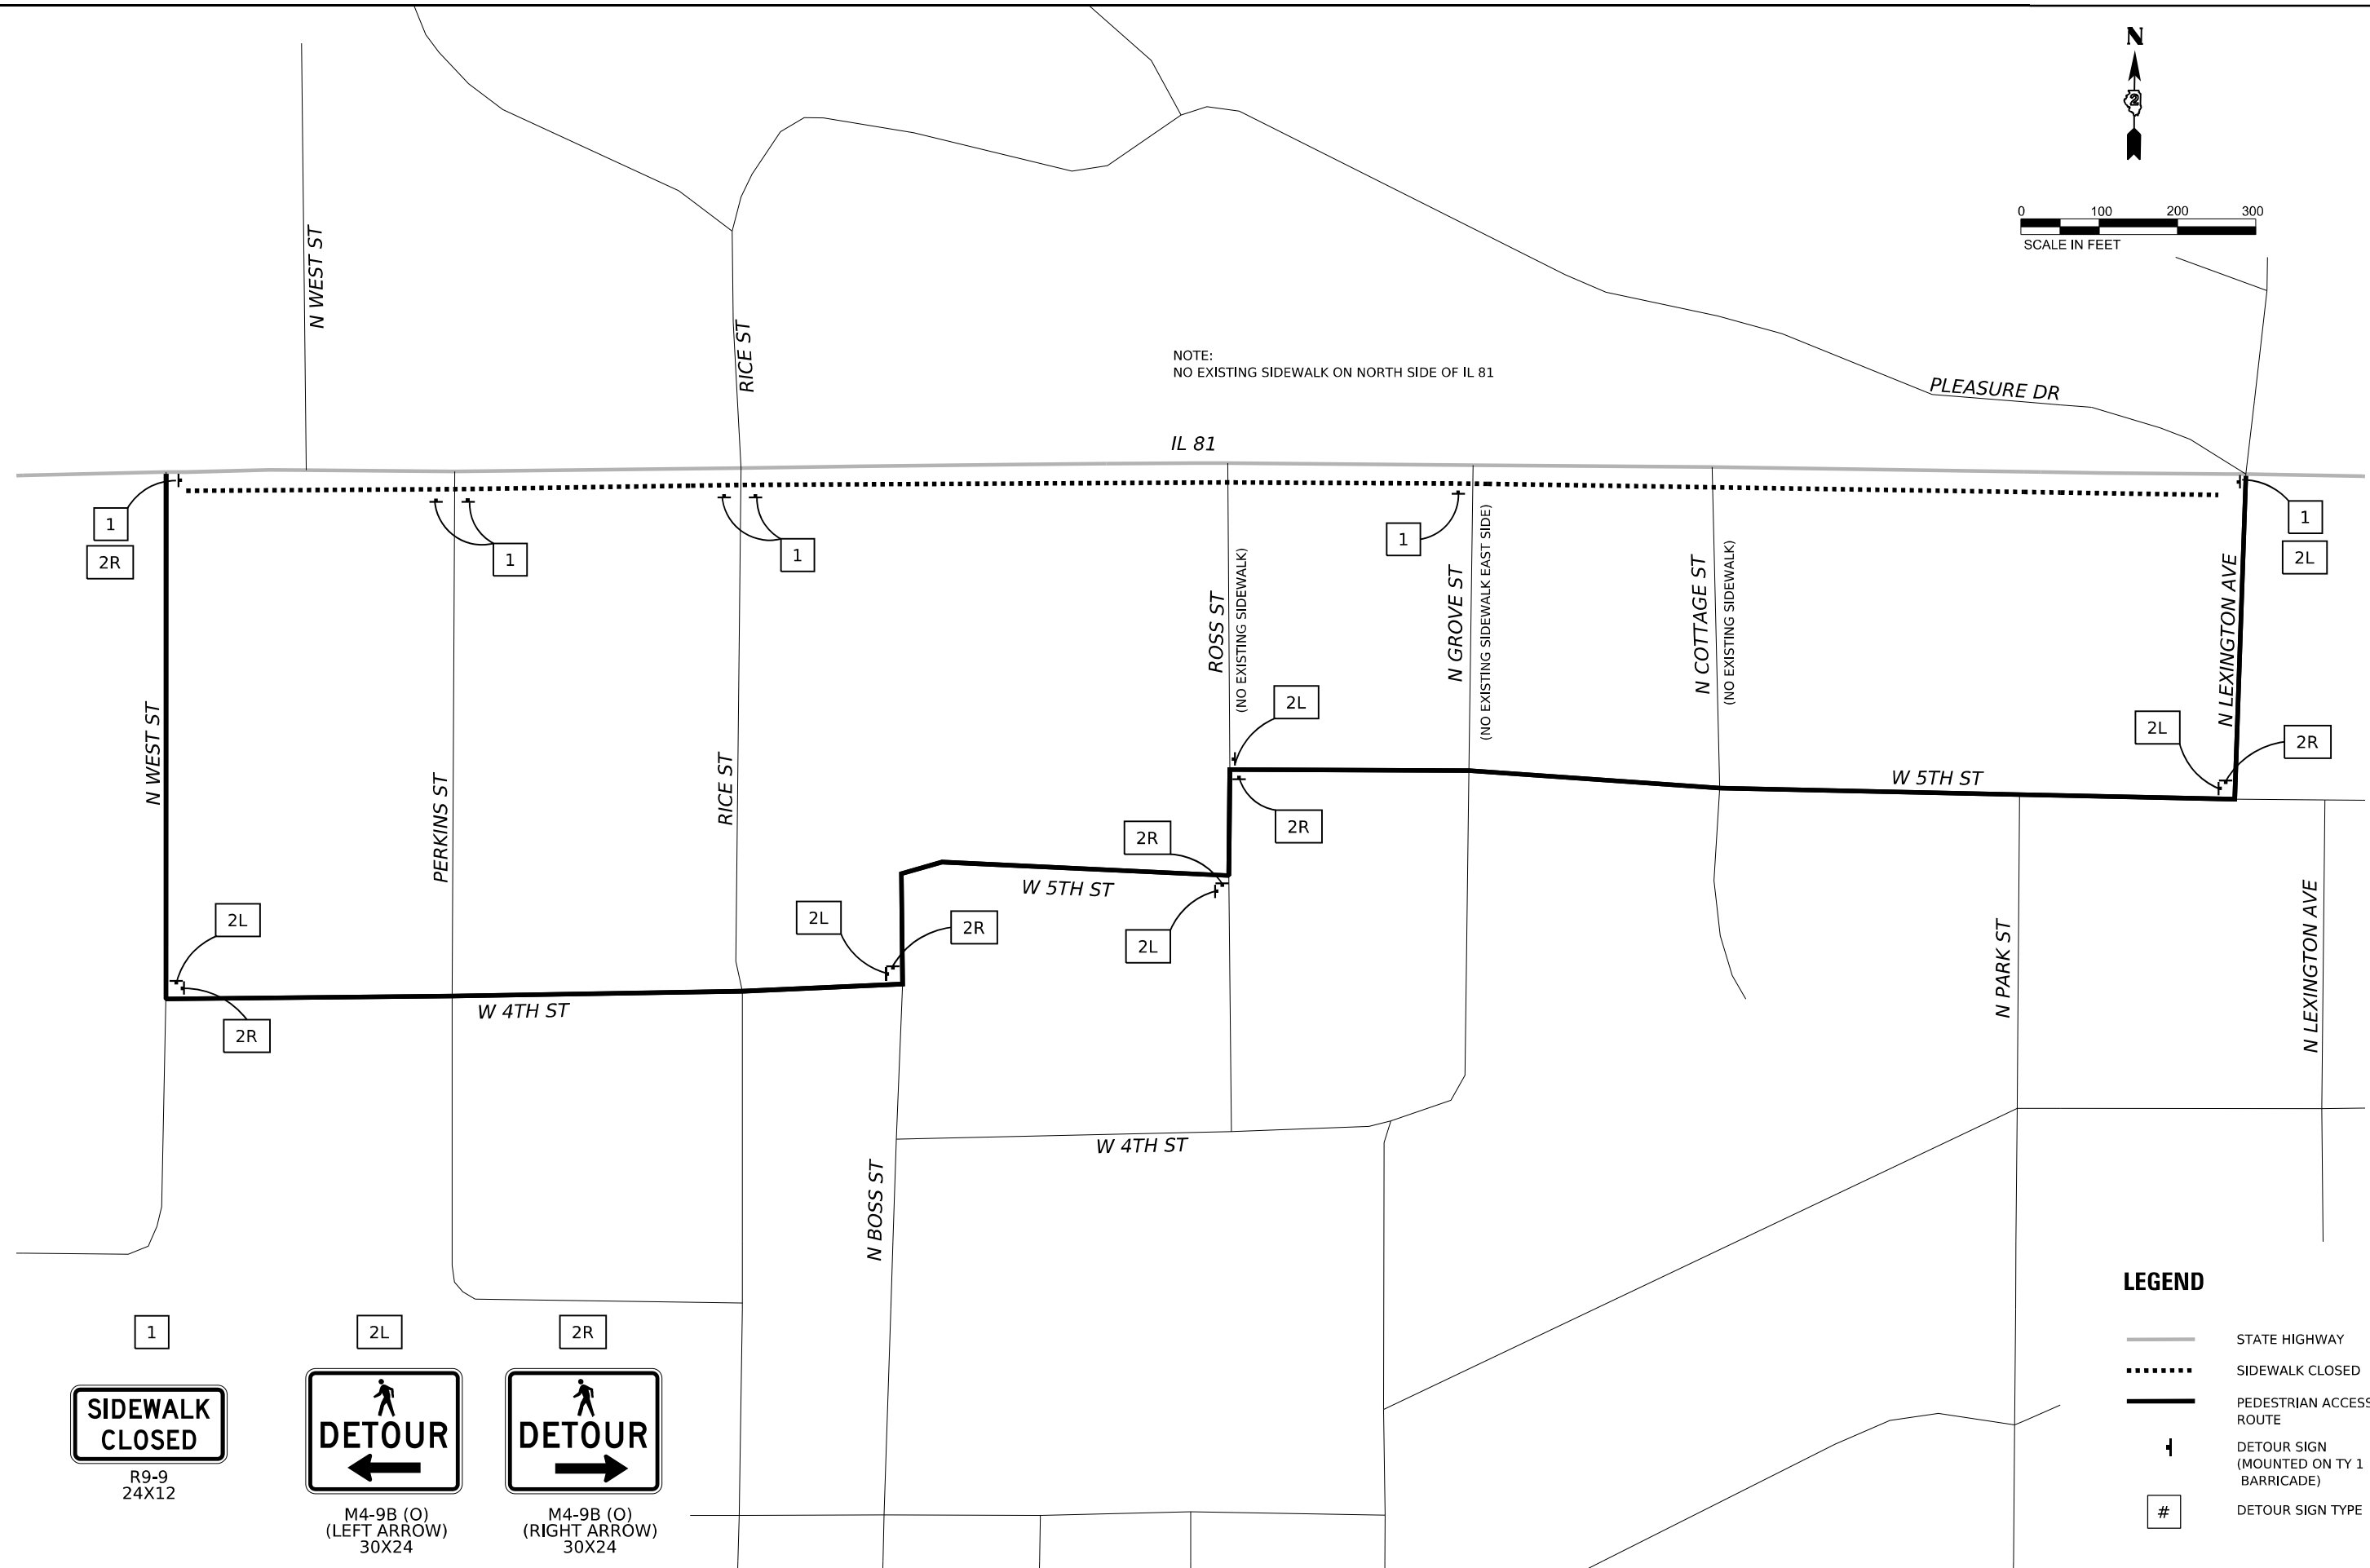 N
2
0 100 200 300
SCALE IN FEET
N WEST ST
RICE ST
NOTE:
NO EXISTING SIDEWALK ON NORTH SIDE OF IL 81
PLEASURE DR
IL 81
1
2R
1
1
1
1
2L
ROSS ST
(NO EXISTING SIDEWALK)
N GROVE ST
(NO EXISTING SIDEWALK EAST SIDE)
N COTTAGE ST
(NO EXISTING SIDEWALK)
N LEXINGTON AVE
N WEST ST
PERKINS ST
RICE ST
2L
2L
2R
W 5TH ST
2R
2R
W 5TH ST
2L
2L
2R
2L
2R
W 4TH ST
N PARK ST
N LEXINGTON AVE
W 4TH ST
N BOSS ST
1
SIDEWALK
CLOSED
R9-9
24X12
2L
DETOUR
M4-9B (O)
(LEFT ARROW)
30X24
2R
DETOUR
M4-9B (O)
(RIGHT ARROW)
30X24
LEGEND
STATE HIGHWAY
SIDEWALK CLOSED
PEDESTRIAN ACCESS
ROUTE
DETOUR SIGN
(MOUNTED ON TY 1
BARRICADE)
#
DETOUR SIGN TYPE